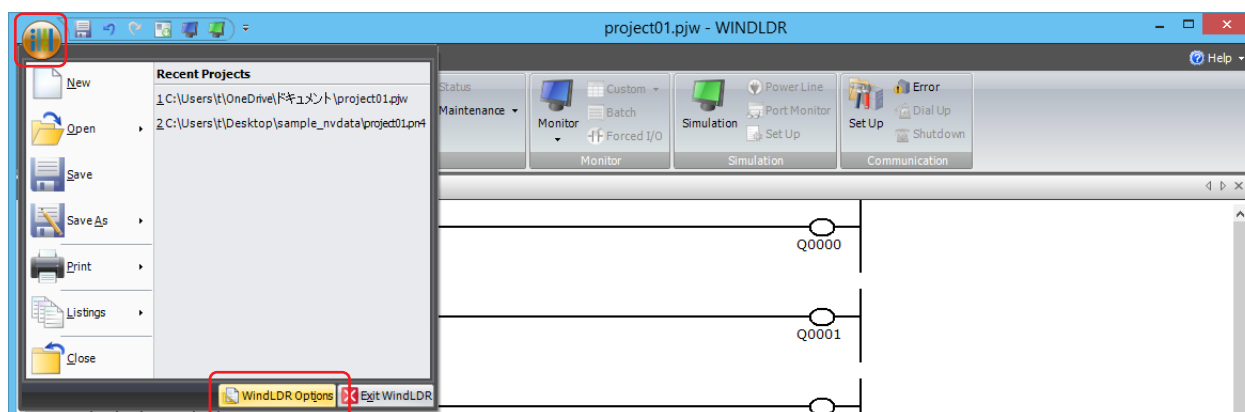 project01.pjw - WINDLDR
Help
New
Open
Save
Save As
Print
Listings
Close
Recent Projects
1 C:\Users\t\OneDrive\ドキュメント\project01.pjw
2 C:\Users\t\Desktop\sample_nvdata\project01.pn4
WindLDR Options
Exit WindLDR
Status
Maintenance
Monitor
Custom
Batch
Forced I/O
Monitor
Simulation
Power Line
Port Monitor
Set Up
Simulation
Set Up
Error
Dial Up
Shutdown
Communication
Q0000
Q0001